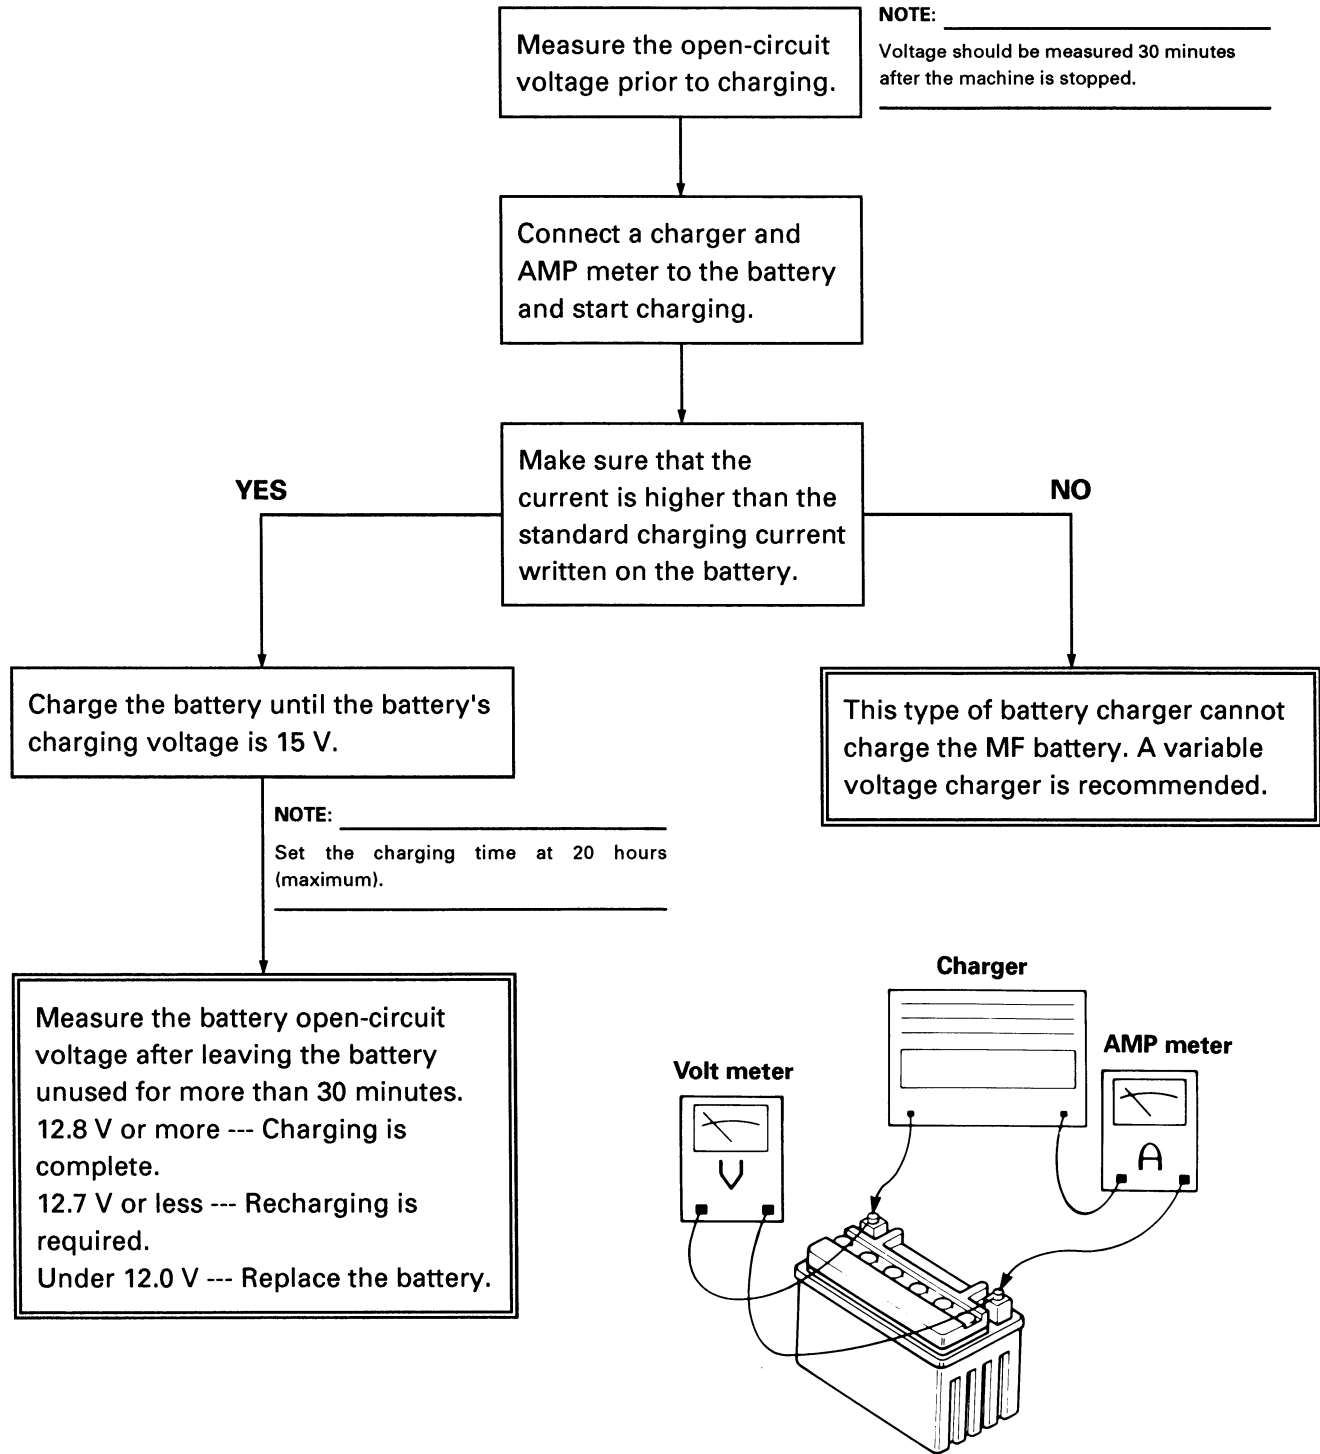 Measure the open-circuit
voltage prior to charging.
NOTE:
Voltage should be measured 30 minutes
after the machine is stopped.
Connect a charger and
AMP meter to the battery
and start charging.
Make sure that the
current is higher than the
standard charging current
written on the battery.
YES
NO
Charge the battery until the battery's
charging voltage is 15 V.
This type of battery charger cannot
charge the MF battery. A variable
voltage charger is recommended.
NOTE:
Set the charging time at 20 hours
(maximum).
Measure the battery open-circuit
voltage after leaving the battery
unused for more than 30 minutes.
12.8 V or more --- Charging is
complete.
12.7 V or less --- Recharging is
required.
Under 12.0 V --- Replace the battery.
Charger
AMP meter
Volt meter
V
A